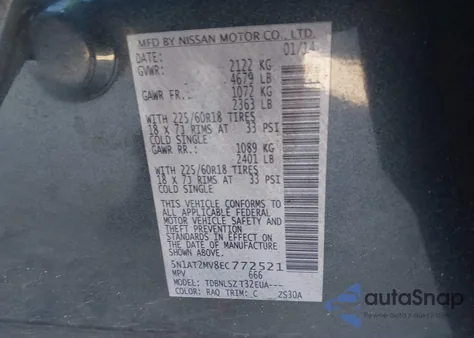 MFD BY NISSAN MOTOR CO., LTD.
DATE: 01/14
GVWR: 2122 KG
4679 LB
GAWR FR.: 1072 KG
2363 LB
WITH 225/60R18 TIRES
18 X 7J RIMS AT 33 PSI
COLD SINGLE
GAWR RR.: 1089 KG
2401 LB
WITH 225/60R18 TIRES
18 X 7J RIMS AT 33 PSI
COLD SINGLE
THIS VEHICLE CONFORMS TO
ALL APPLICABLE FEDERAL
MOTOR VEHICLE SAFETY AND
THEFT PREVENTION
STANDARDS IN EFFECT ON
THE DATE OF MANUFACTURE
SHOWN ABOVE
5N1AT2MV8EC772521
MPV 666
MODEL: TDBNLSZ T32EUA---
COLOR: RAQ TRIM: C ZS30A
autoSnap
www.autosnap.com